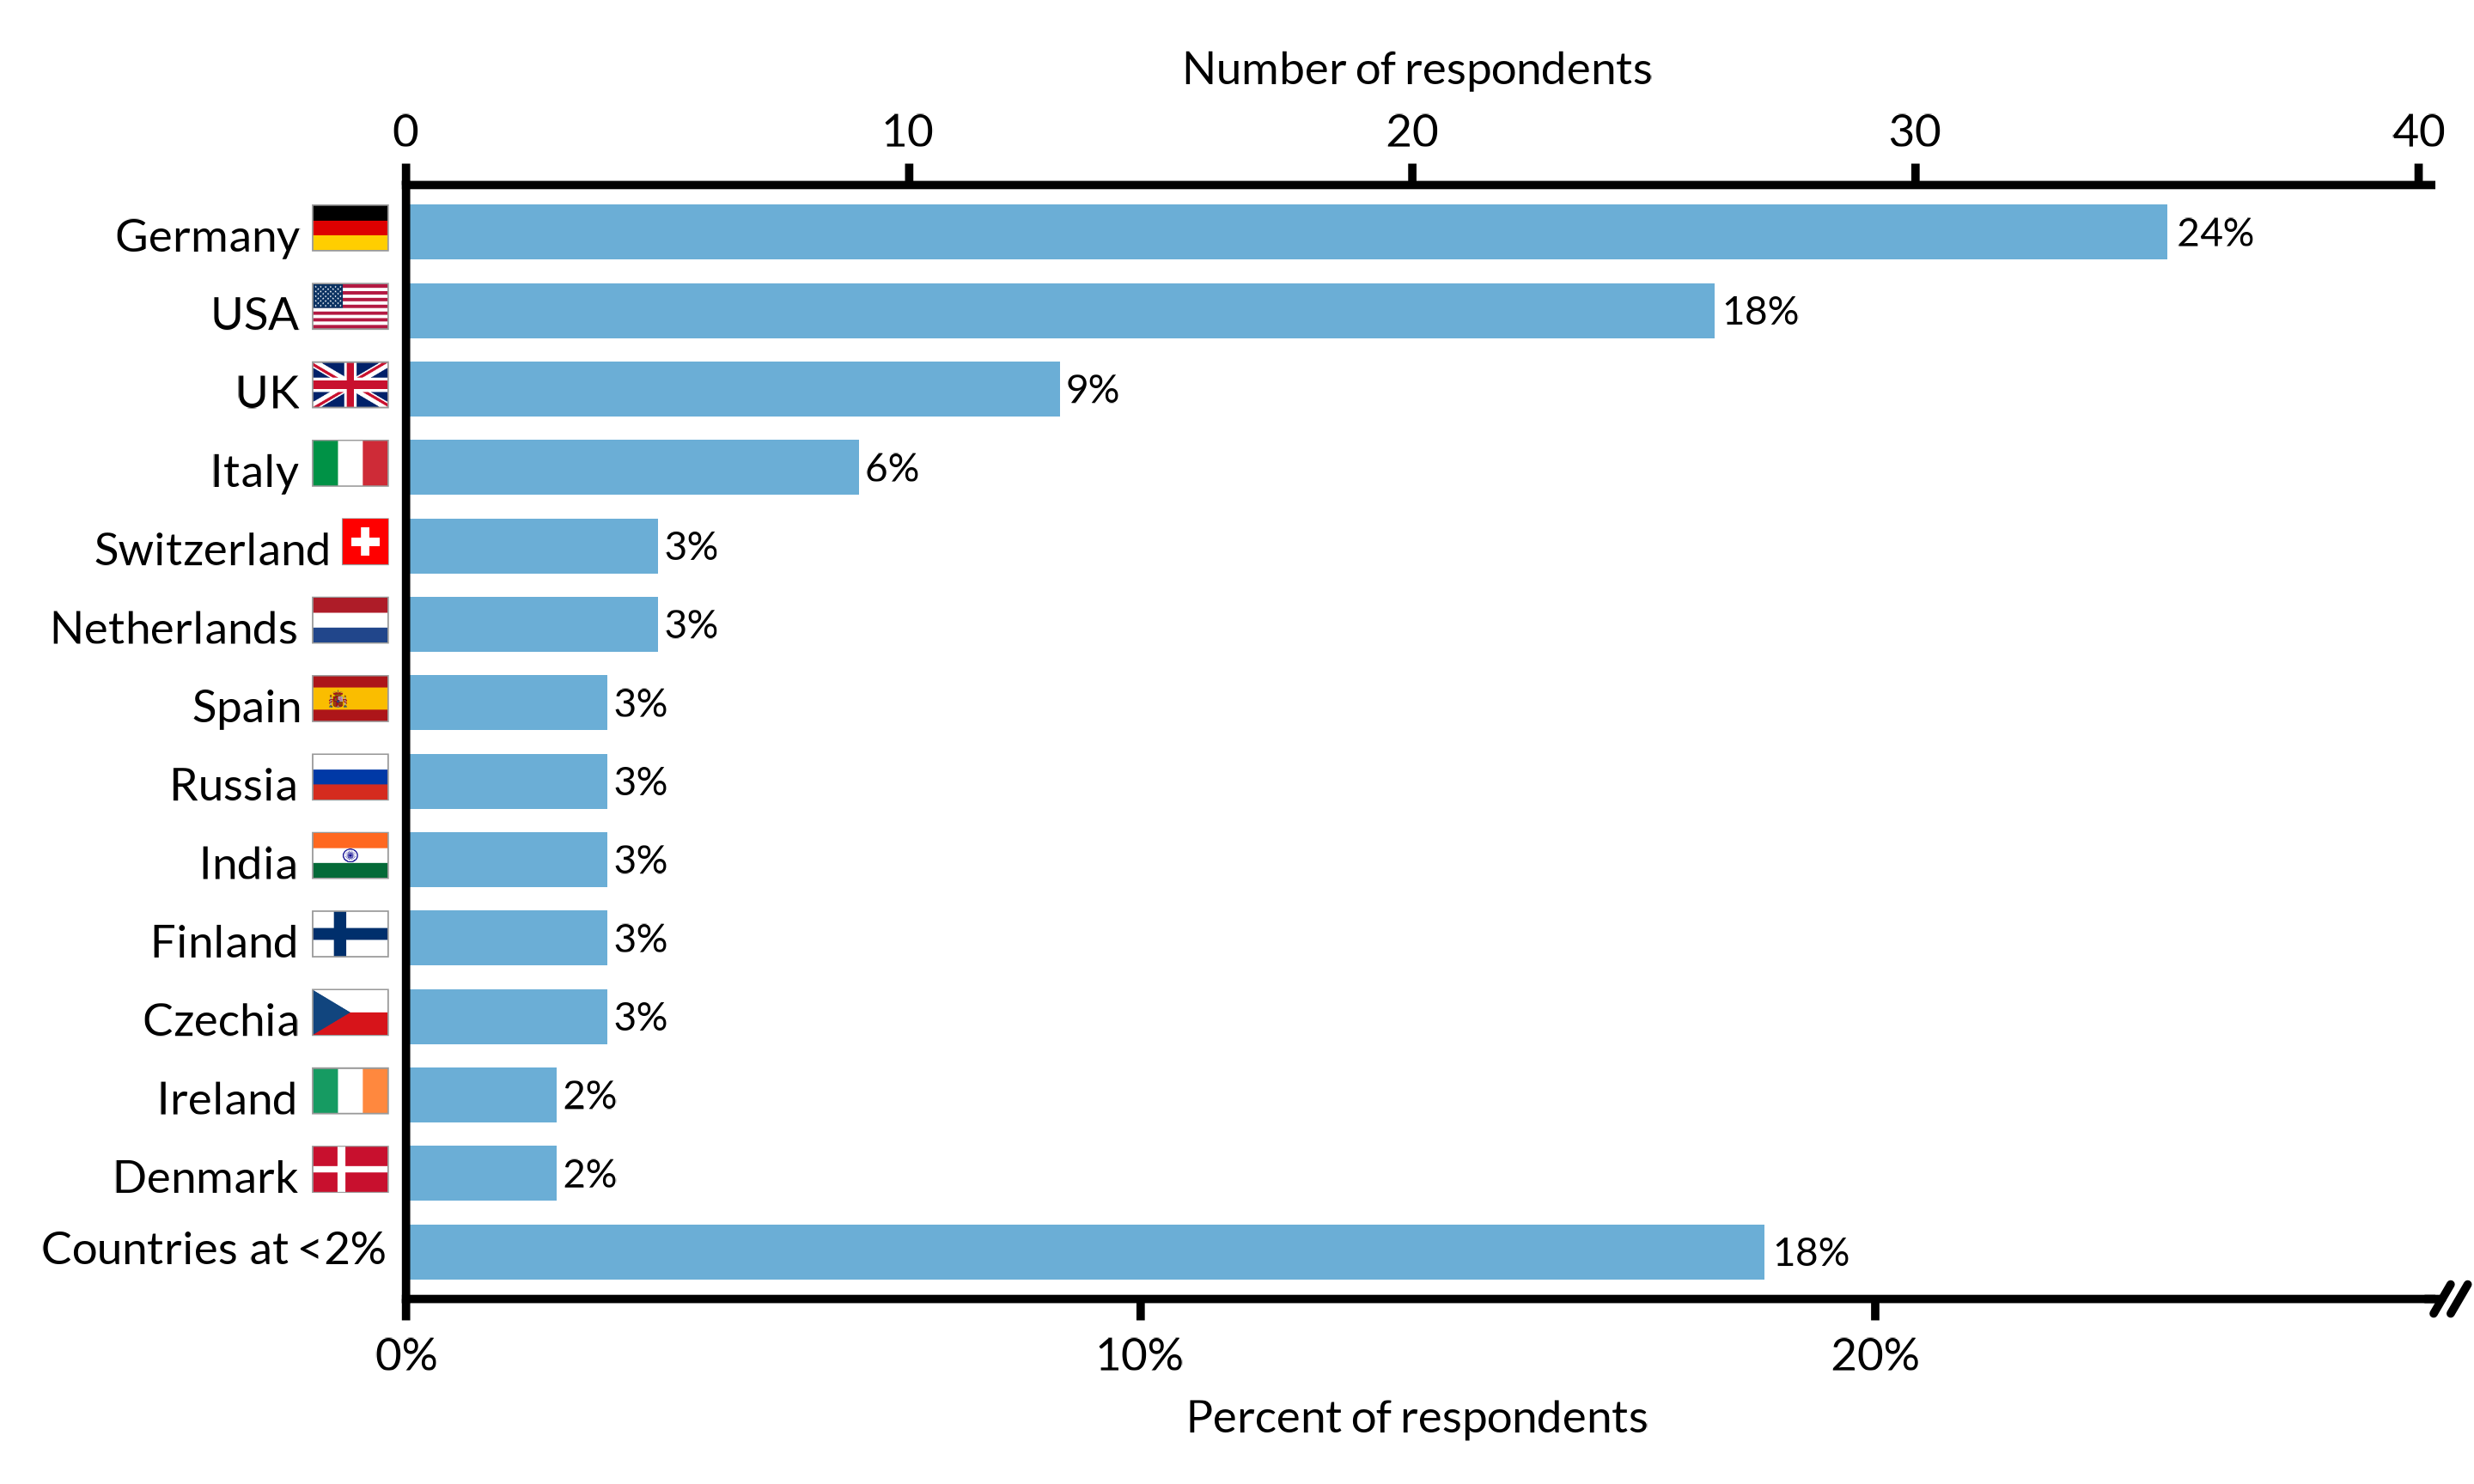 Number of respondents
0 10 20 30 40
Germany 24%
USA 18%
UK 9%
Italy 6%
Switzerland 3%
Netherlands 3%
Spain 3%
Russia 3%
India 3%
Finland 3%
Czechia 3%
Ireland 2%
Denmark 2%
Countries at <2% 18%
0% 10% 20%
Percent of respondents